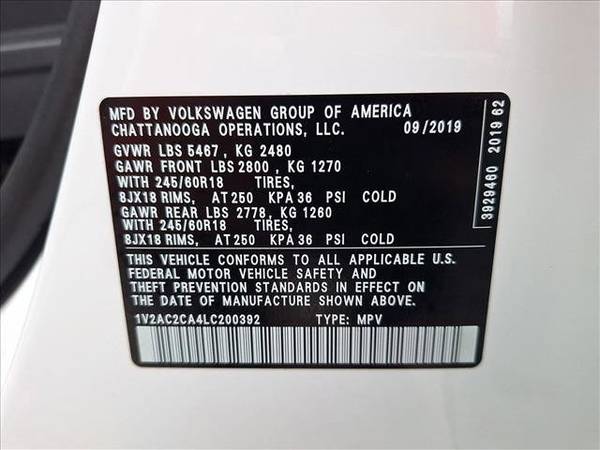 MFD BY VOLKSWAGEN GROUP OF AMERICA
CHATTANOOGA OPERATIONS, LLC. 09/2019
GVWR LBS 5467 , KG 2480
GAWR FRONT LBS 2800 , KG 1270
WITH 245/60R18 TIRES,
8JX18 RIMS, AT 250 KPA 36 PSI COLD
GAWR REAR LBS 2778 , KG 1260
WITH 245/60R18 TIRES,
8JX18 RIMS, AT 250 KPA 36 PSI COLD
THIS VEHICLE CONFORMS TO ALL APPLICABLE U.S.
FEDERAL MOTOR VEHICLE SAFETY AND
THEFT PREVENTION STANDARDS IN EFFECT ON
DATE OF MANUFACTURE SHOWN ABOVE.
1V2AC2CA4LC200392 TYPE: MPV
3929460 2019 62